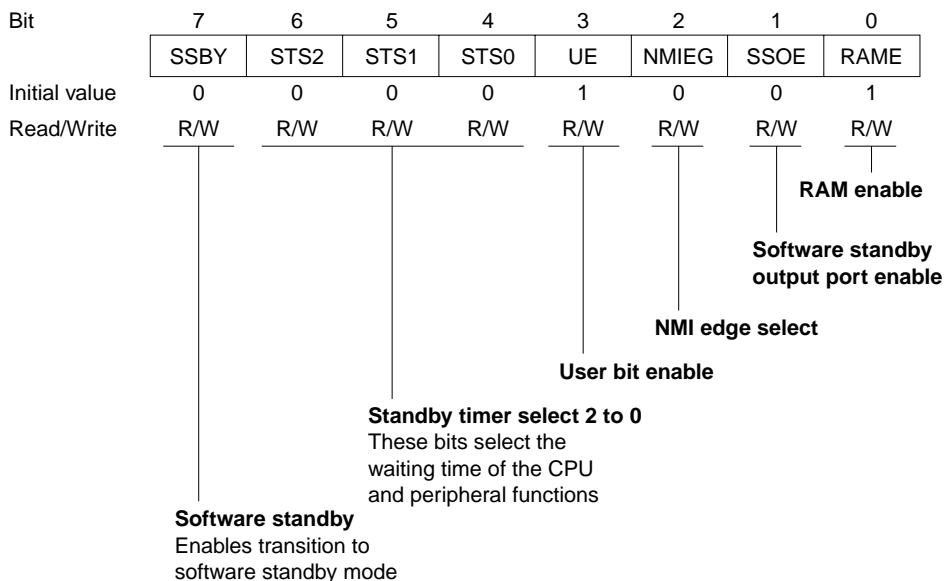 Bit 7 6 5 4 3 2 1 0
SSBY STS2 STS1 STS0 UE NMIEG SSOE RAME
Initial value 0 0 0 0 1 0 0 1
Read/Write R/W R/W R/W R/W R/W R/W R/W R/W
RAM enable
Software standby
output port enable
NMI edge select
User bit enable
Standby timer select 2 to 0
These bits select the
waiting time of the CPU
and peripheral functions
Software standby
Enables transition to
software standby mode